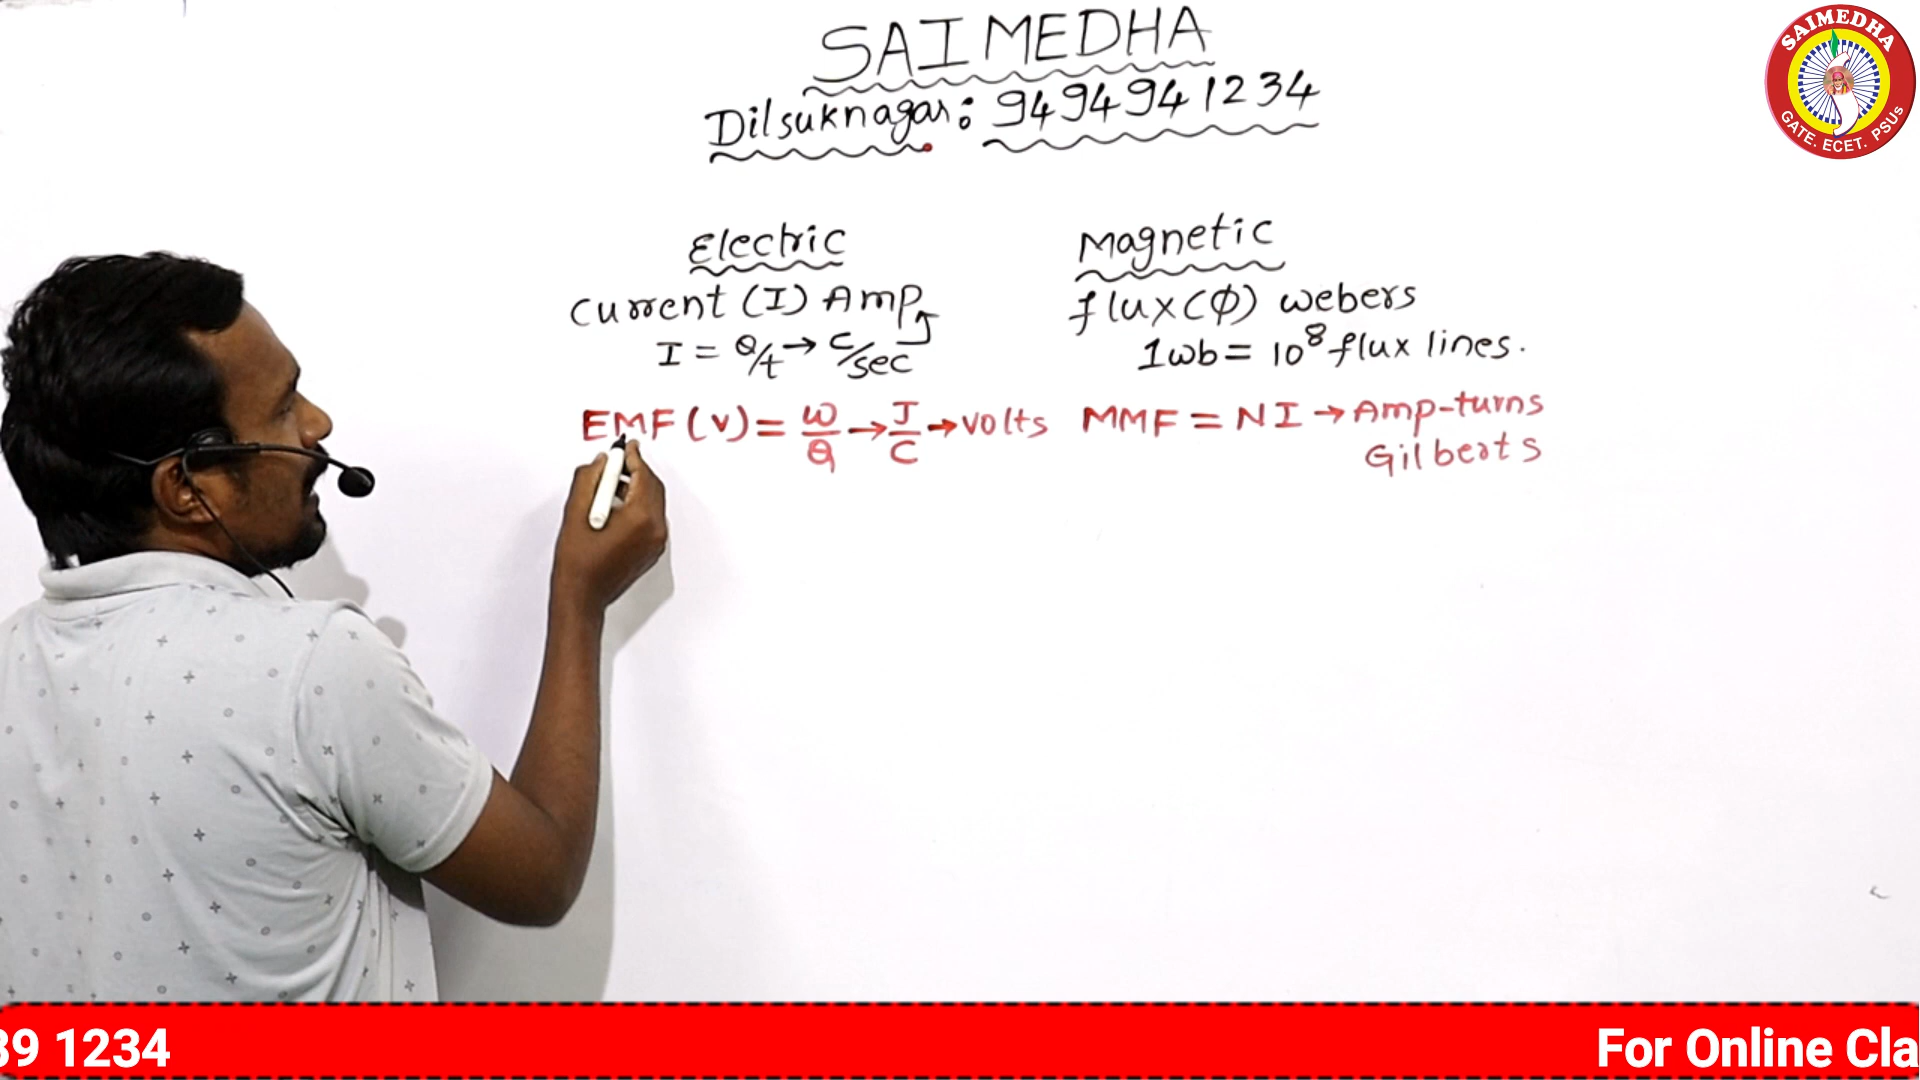 SAIMEDHA
Dilsuknagar: 9494941234
SAIMEDHA
GATE. ECET. PSUs
Electric
Current (I) Amp
I = Q/t → C/sec
EMF (V) = W/Q → J/C → volts
Magnetic
flux (Φ) webers
1wb = 10⁸ flux lines.
MMF = NI → Amp-turns
Gilberts
39 1234
For Online Cla